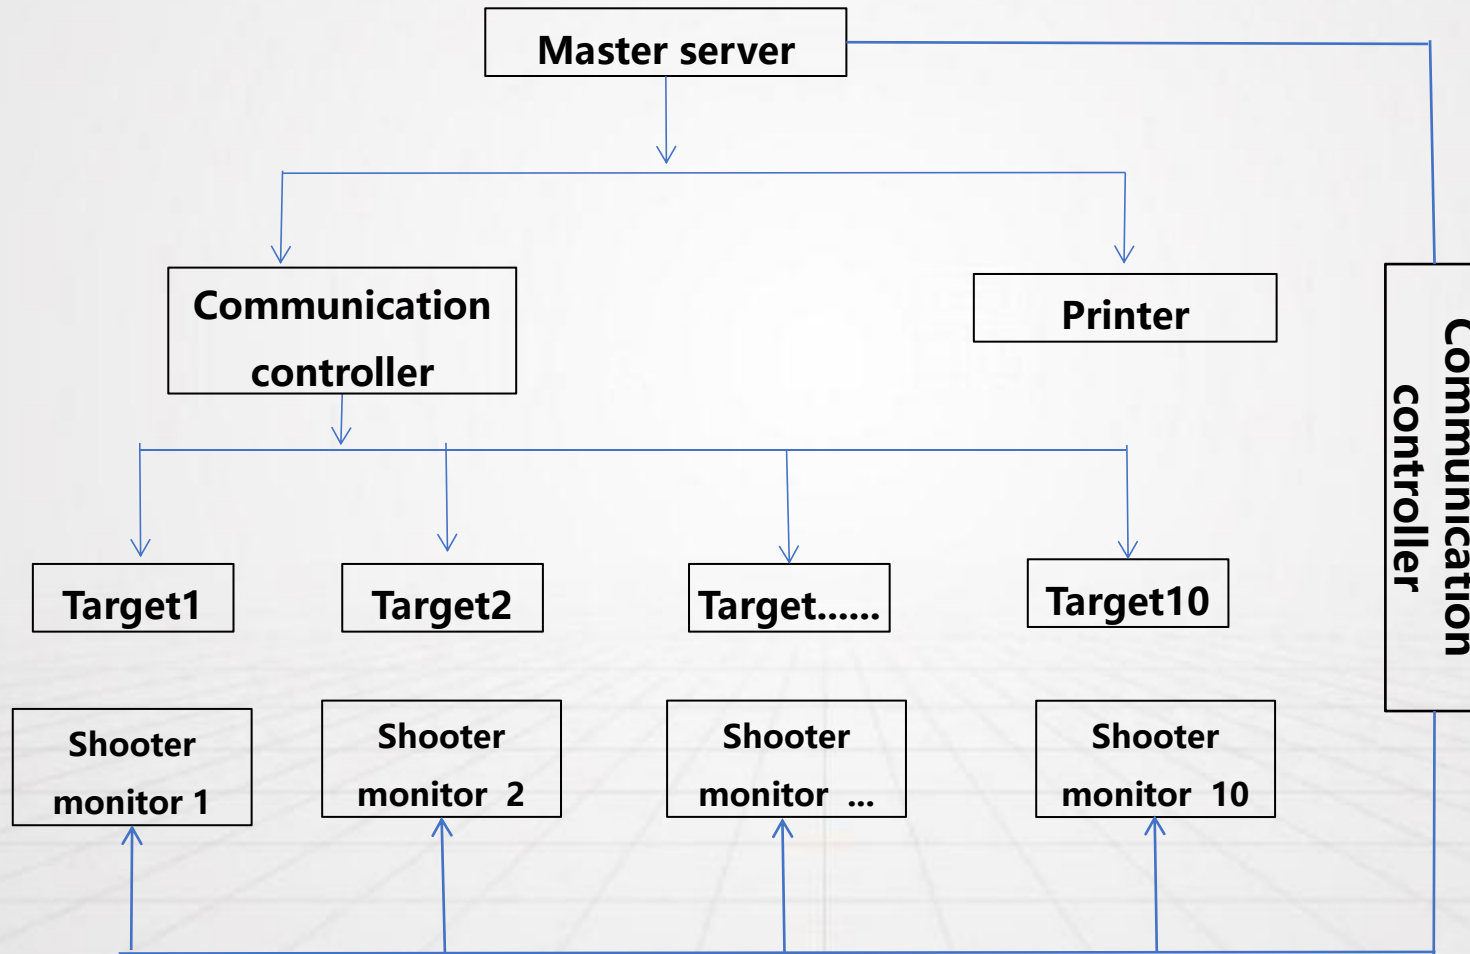 Master server
Communication
controller
Printer
Communication
controller
Target1
Target2
Target......
Target10
Shooter
monitor 1
Shooter
monitor  2
Shooter
monitor  ...
Shooter
monitor  10